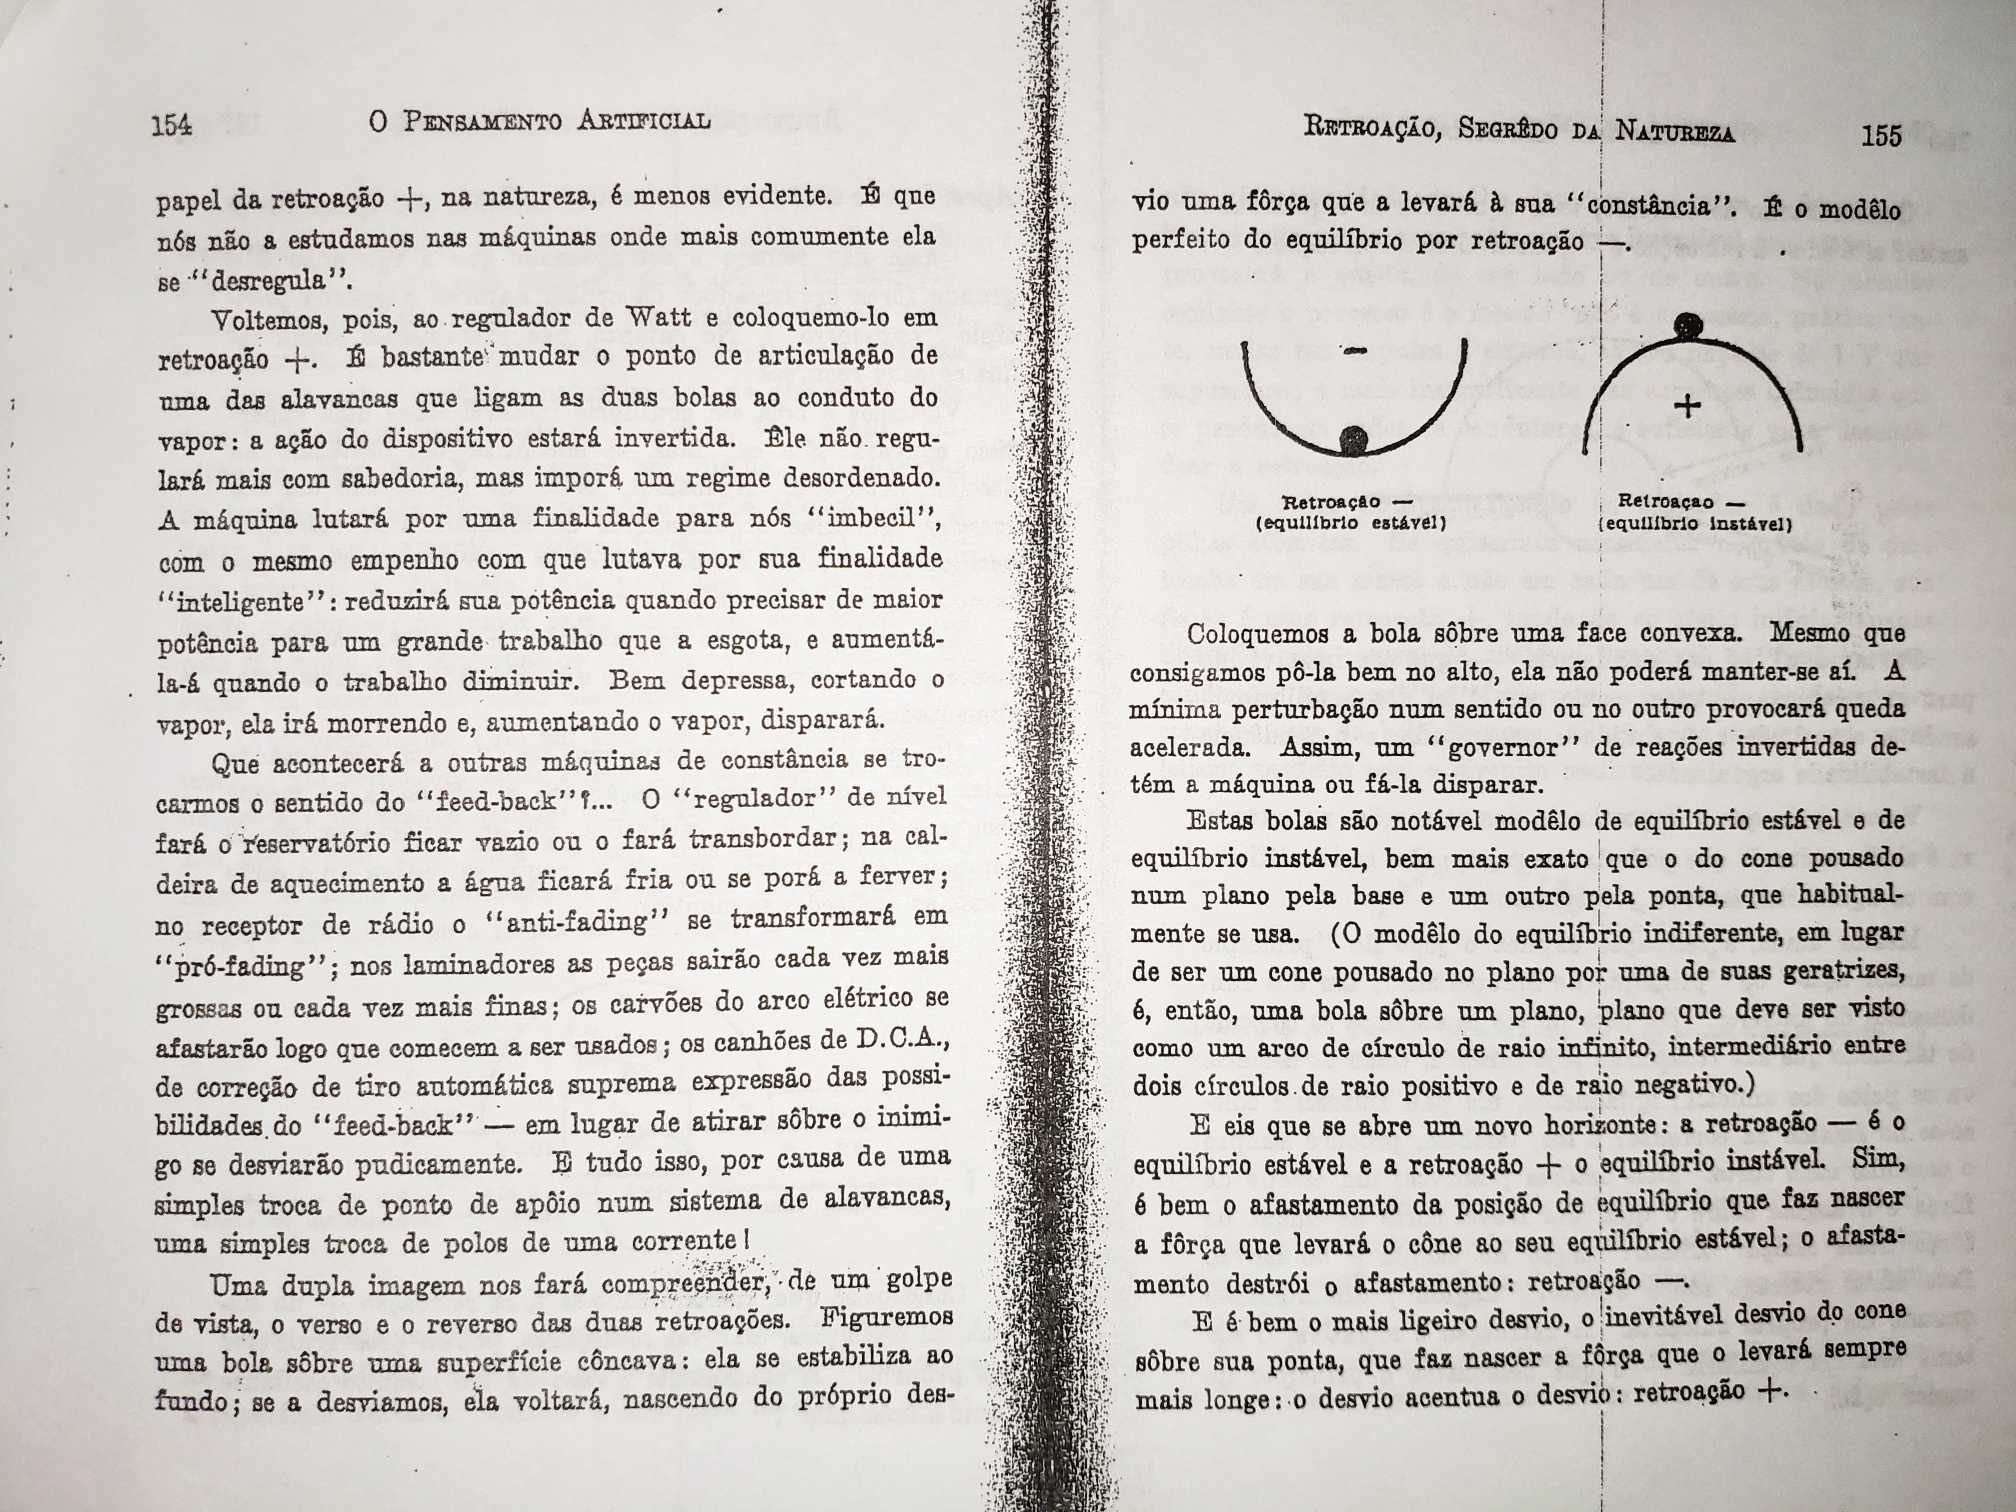 154
O PENSAMENTO ARTIFICIAL
papel da retroação +, na natureza, é menos evidente. É que
nós não a estudamos nas máquinas onde mais comumente ela
se "desregula".
Voltemos, pois, ao regulador de Watt e coloquemo-lo em
retroação +. É bastante mudar o ponto de articulação de
uma das alavancas que ligam as duas bolas ao conduto do
vapor: a ação do dispositivo estará invertida. Êle não regu-
lará mais com sabedoria, mas imporá um regime desordenado.
A máquina lutará por uma finalidade para nós "imbecil",
com o mesmo empenho com que lutava por sua finalidade
"inteligente": reduzirá sua potência quando precisar de maior
potência para um grande trabalho que a esgota, e aumentá-
la-á quando o trabalho diminuir. Bem depressa, cortando o
vapor, ela irá morrendo e, aumentando o vapor, disparará.
Que acontecerá a outras máquinas de constância se tro-
carmos o sentido do "feed-back"?... O "regulador" de nível
fará o reservatório ficar vazio ou o fará transbordar; na cal-
deira de aquecimento a água ficará fria ou se porá a ferver;
no receptor de rádio o "anti-fading" se transformará em
"pró-fading"; nos laminadores as peças sairão cada vez mais
grossas ou cada vez mais finas; os carvões do arco elétrico se
afastarão logo que comecem a ser usados; os canhões de D.C.A.,
de correção de tiro automática suprema expressão das possi-
bilidades do "feed-back" — em lugar de atirar sôbre o inimi-
go se desviarão pudicamente. E tudo isso, por causa de uma
simples troca de ponto de apôio num sistema de alavancas,
uma simples troca de polos de uma corrente!
Uma dupla imagem nos fará compreender, de um golpe
de vista, o verso e o reverso das duas retroações. Figuremos
uma bola sôbre uma superfície côncava: ela se estabiliza ao
fundo; se a desviamos, ela voltará, nascendo do próprio des-
RETROAÇÃO, SEGRÊDO DA NATUREZA
155
vio uma fôrça que a levará à sua "constância". É o modêlo
perfeito do equilíbrio por retroação —.
−
+
Retroação —
(equilíbrio estável)
Retroaçao —
(equilíbrio instável)
Coloquemos a bola sôbre uma face convexa. Mesmo que
consigamos pô-la bem no alto, ela não poderá manter-se aí. A
mínima perturbação num sentido ou no outro provocará queda
acelerada. Assim, um "governor" de reações invertidas de-
tém a máquina ou fá-la disparar.
Estas bolas são notável modêlo de equilíbrio estável e de
equilíbrio instável, bem mais exato que o do cone pousado
num plano pela base e um outro pela ponta, que habitual-
mente se usa. (O modêlo do equilíbrio indiferente, em lugar
de ser um cone pousado no plano por uma de suas geratrizes,
é, então, uma bola sôbre um plano, plano que deve ser visto
como um arco de círculo de raio infinito, intermediário entre
dois círculos de raio positivo e de raio negativo.)
E eis que se abre um novo horizonte: a retroação — é o
equilíbrio estável e a retroação + o equilíbrio instável. Sim,
é bem o afastamento da posição de equilíbrio que faz nascer
a fôrça que levará o cône ao seu equilíbrio estável; o afasta-
mento destrói o afastamento: retroação —.
E é bem o mais ligeiro desvio, o inevitável desvio do cone
sôbre sua ponta, que faz nascer a fôrça que o levará sempre
mais longe: o desvio acentua o desvio: retroação +.